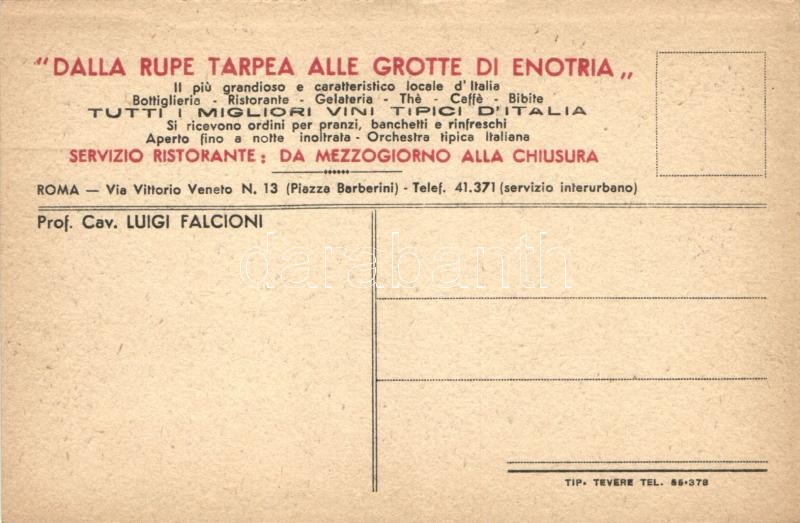 "DALLA RUPE TARPEA ALLE GROTTE DI ENOTRIA„
Il più grandioso e caratteristico locale d'Italia
Bottiglieria - Ristorante - Gelateria - Thè - Caffè - Bibite
TUTTI I MIGLIORI VINI TIPICI D'ITALIA
Si ricevono ordini per pranzi, banchetti e rinfreschi
Aperto fino a notte inoltrata - Orchestra tipica Italiana
SERVIZIO RISTORANTE: DA MEZZOGIORNO ALLA CHIUSURA
ROMA — Via Vittorio Veneto N. 13 (Piazza Barberini) - Telef. 41.371 (servizio interurbano)
Prof. Cav. LUIGI FALCIONI
darabanth
TIP. TEVERE TEL. 55-378